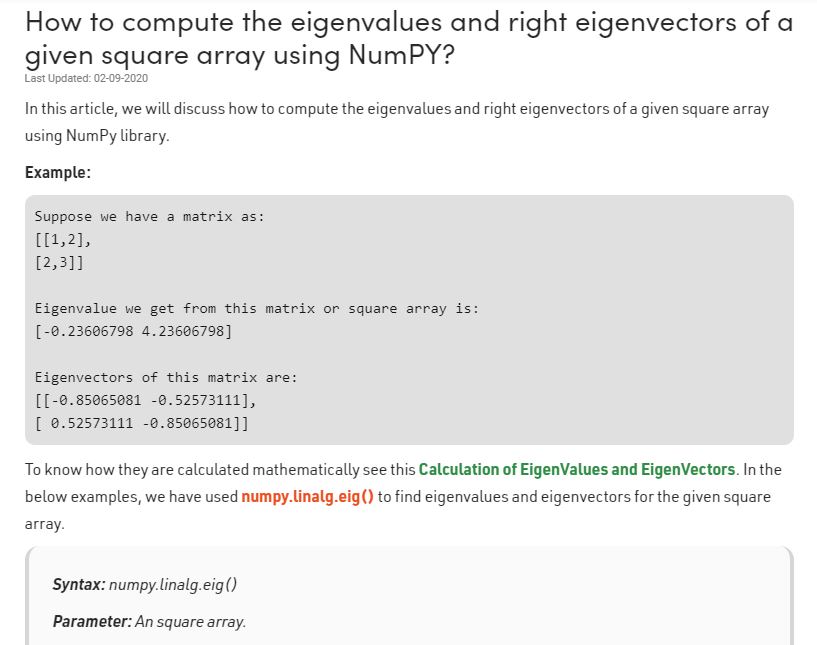 How to compute the eigenvalues and right eigenvectors of a
given square array using NumPY?
Last Updated: 02-09-2020
In this article, we will discuss how to compute the eigenvalues and right eigenvectors of a given square array
using NumPy library.
Example:
Suppose we have a matrix as:
[[1,2],
[2,3]]
Eigenvalue we get from this matrix or square array is:
[-0.23606798 4.23606798]
Eigenvectors of this matrix are:
[[-0.85065081 -0.52573111],
[ 0.52573111 -0.85065081]]
To know how they are calculated mathematically see this Calculation of EigenValues and EigenVectors. In the
below examples, we have used numpy.linalg.eig() to find eigenvalues and eigenvectors for the given square
array.
Syntax: numpy.linalg.eig()
Parameter: An square array.